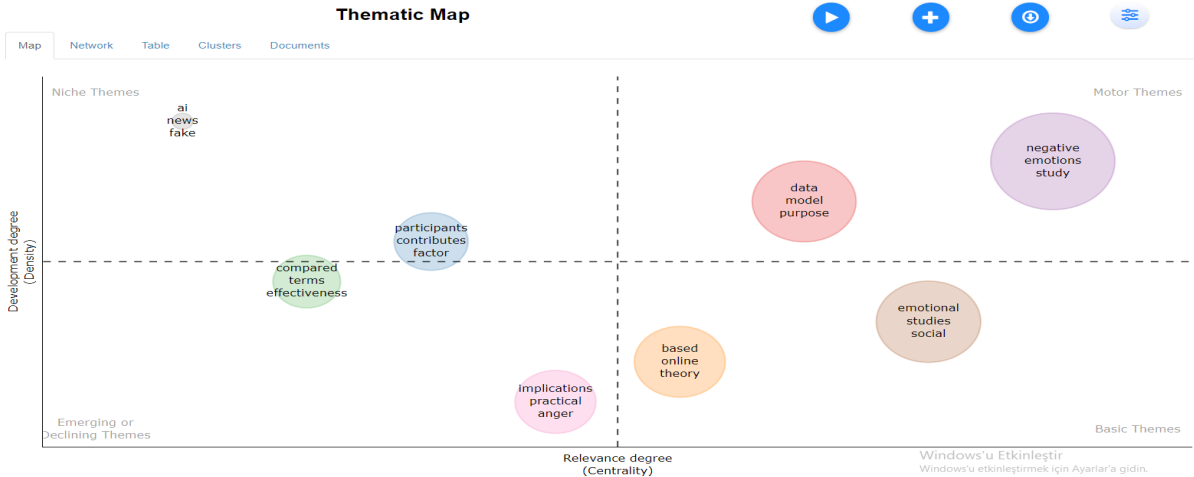 Thematic Map
Map
Network
Table
Clusters
Documents
Niche Themes
Motor Themes
ai
news
fake
negative
emotions
study
data
model
purpose
participants
contributes
factor
compared
terms
effectiveness
emotional
studies
social
based
online
theory
implications
practical
anger
Emerging or
Declining Themes
Basic Themes
Development degree
(Density)
Relevance degree
(Centrality)
Windows'u Etkinleştir
Windows'u etkinleştirmek için Ayarlar'a gidin.